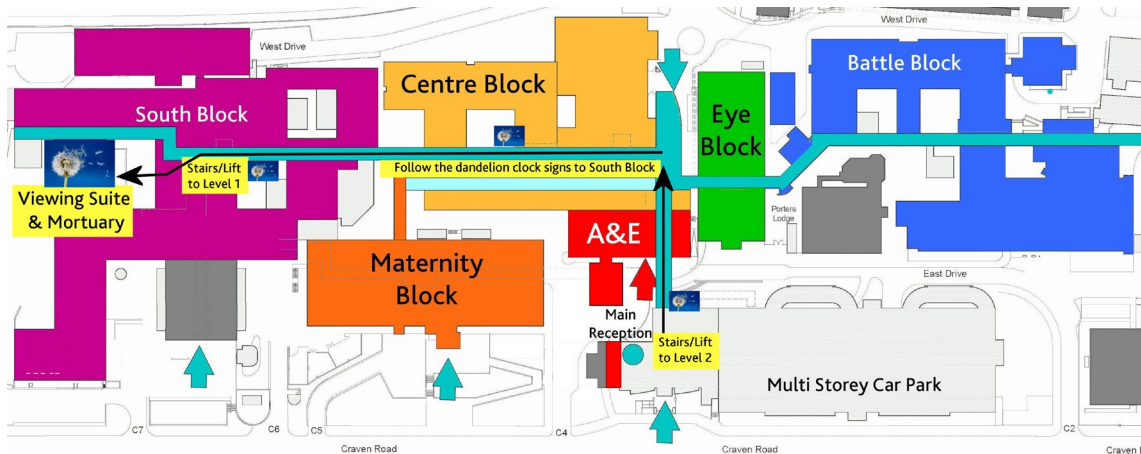 West Drive
West Drive
Centre Block
Battle Block
South Block
Eye
Block
Stairs/Lift
to Level 1
Follow the dandelion clock signs to South Block
Viewing Suite
& Mortuary
Porters
Lodge
A&E
Maternity
Block
East Drive
Main
Reception
Stairs/Lift
to Level 2
Multi Storey Car Park
C7
C6
C5
C4
C2
Craven Road
Craven Road
Craven R